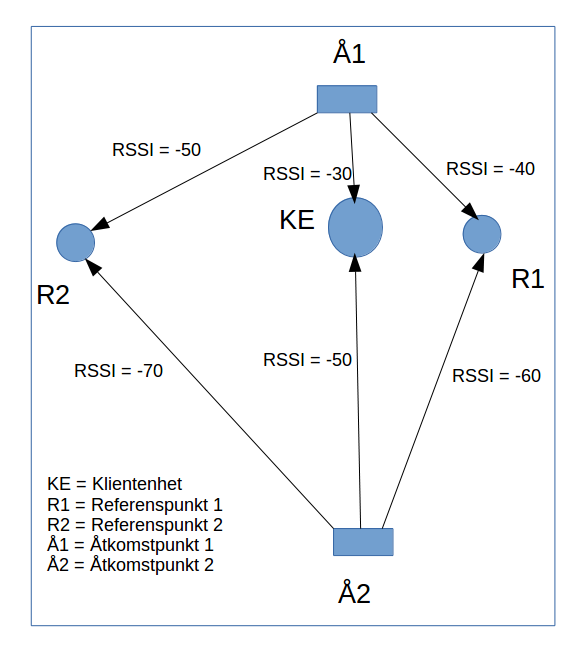 Å1
RSSI = -50
RSSI = -40
RSSI = -30
KE
R1
R2
RSSI = -50
RSSI = -70
RSSI = -60
KE = Klientenhet
R1 = Referenspunkt 1
R2 = Referenspunkt 2
Å1 = Åtkomstpunkt 1
Å2 = Åtkomstpunkt 2
Å2